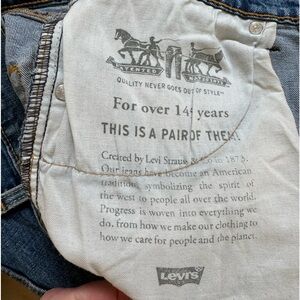 QUALITY NEVER GOES OUT OF STYLE
For over years
THIS IS A PAIR OF THEM
Created by Levi Strauss & Co in 1873.
Our jeans have become an American
tradition, symbolizing the spirit of
the west to people all over the world.
Progress is woven into everything we
do, from how we make our clothing to
how we care for people and the planet.
Levi's